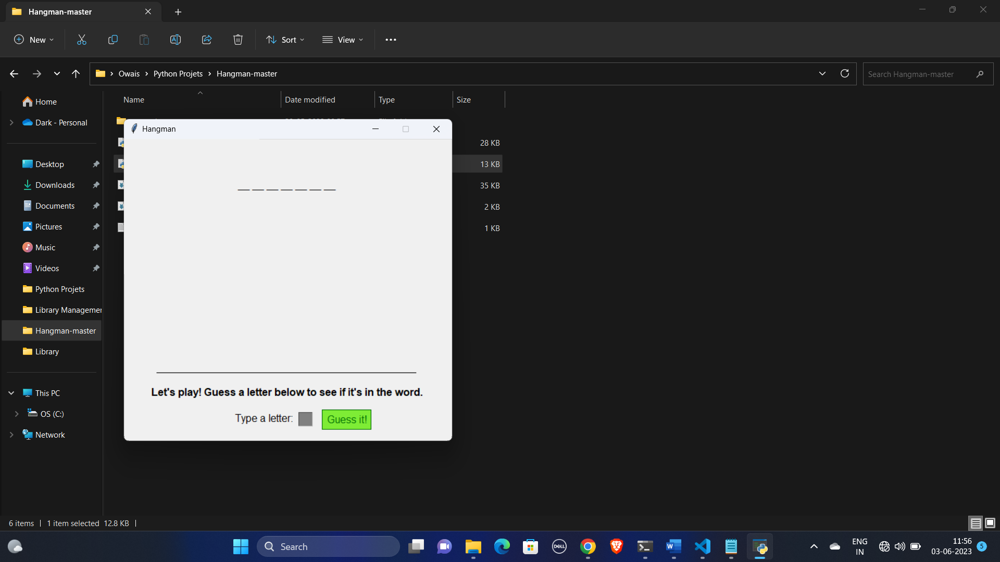 Hangman-master
New
Sort
View
Owais
Python Projets
Hangman-master
Search Hangman-master
Name
Date modified
Type
Size
Home
Dark - Personal
Desktop
Downloads
Documents
Pictures
Music
Videos
Python Projets
Library Managemer
Hangman-master
Library
This PC
OS (C:)
Network
28 KB
13 KB
35 KB
2 KB
1 KB
Hangman
_ _ _ _ _ _ _
Let's play! Guess a letter below to see if it's in the word.
Type a letter:
Guess it!
6 items
1 item selected 12.8 KB
Search
DELL
W
ENG
IN
11:56
03-06-2023
5